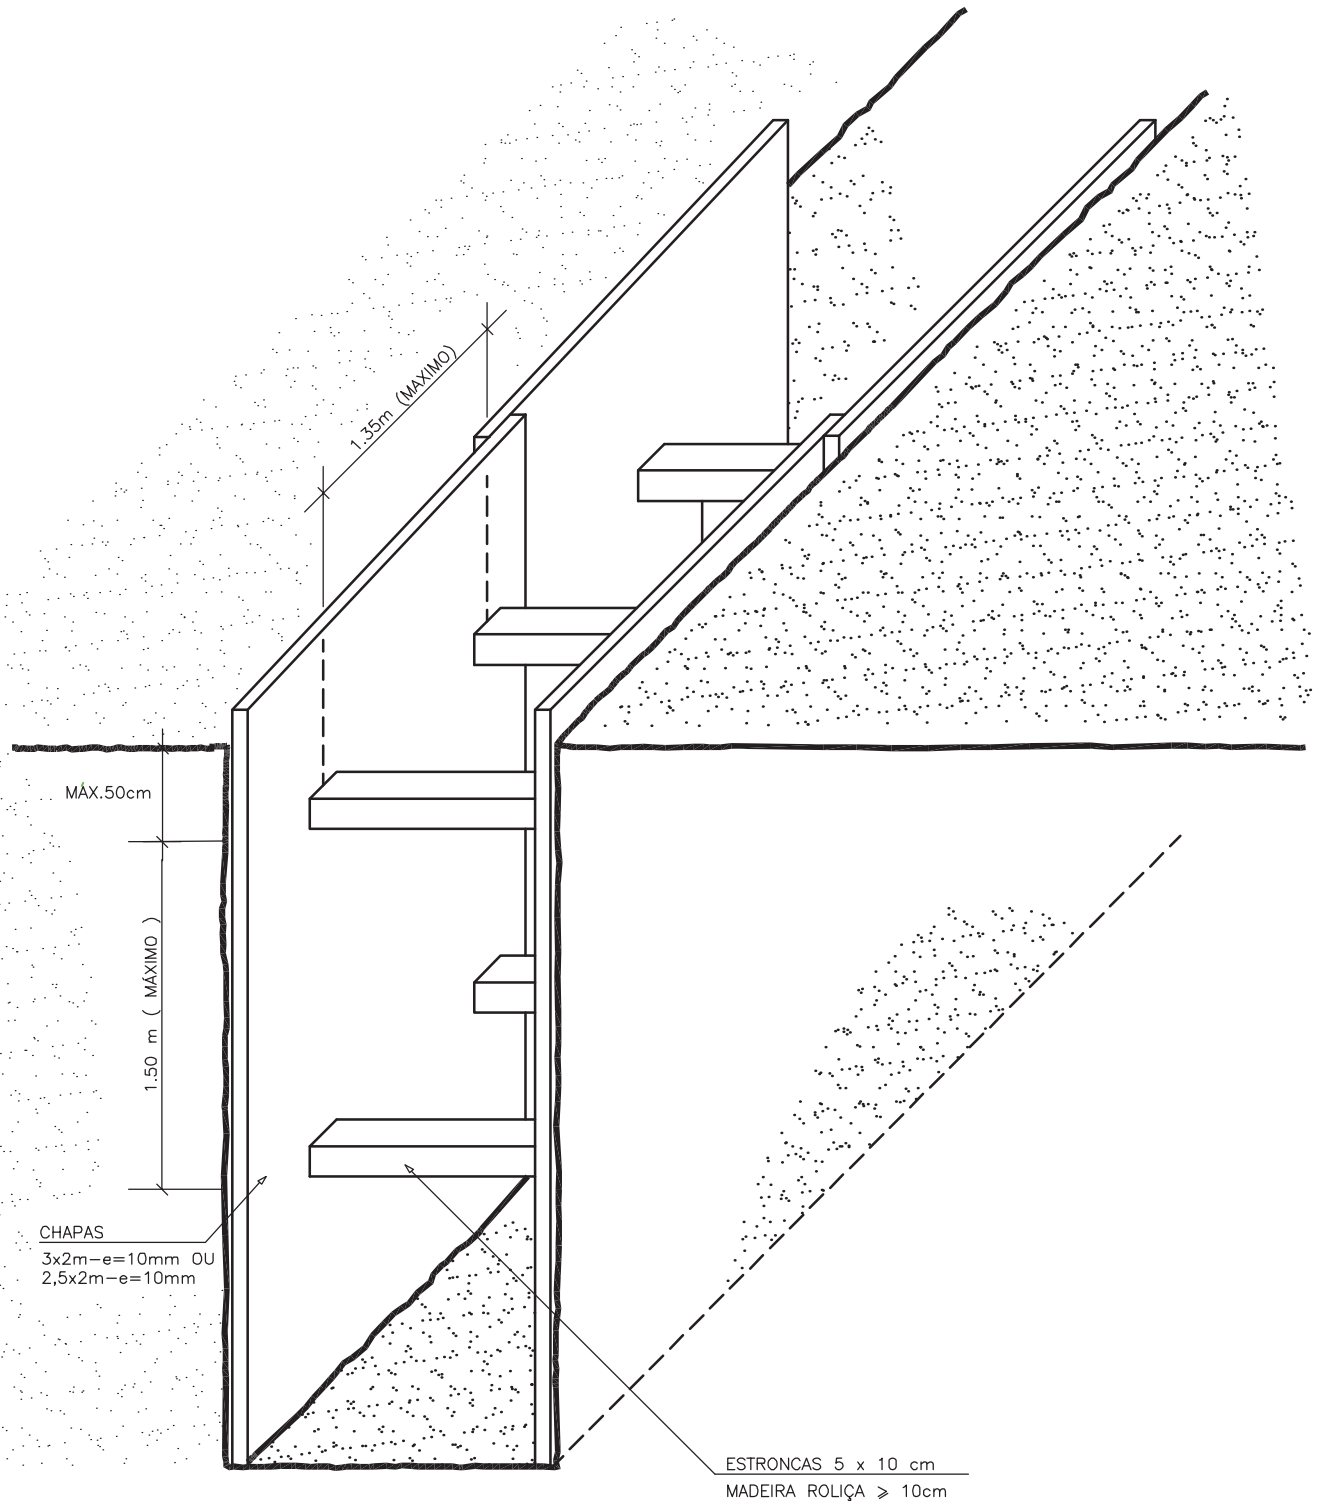 1.35m (MAXIMO)
MÁX.50cm
1.50 m ( MÁXIMO )
CHAPAS
3x2m-e=10mm OU
2,5x2m-e=10mm
ESTRONCAS 5 x 10 cm
MADEIRA ROLIÇA ⩾ 10cm